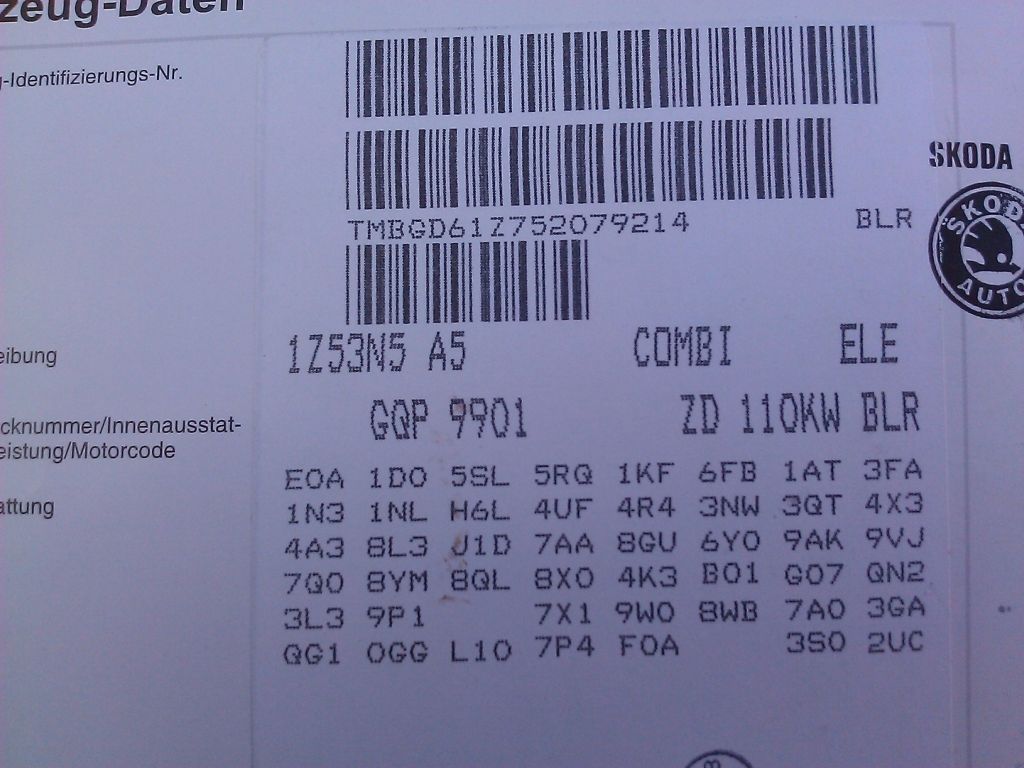 zeug-Daten
-Identifizierungs-Nr.
SKODA
TMBGD61Z752079214 BLR
ŠKODA
AUTO
eibung 1Z53N5 A5 COMBI ELE
cknummer/Innenausstat- GQP 9901 ZD 110KW BLR
eistung/Motorcode
E0A 1D0 5SL 5RQ 1KF 6FB 1AT 3FA
attung 1N3 1NL H6L 4UF 4R4 3NW 3QT 4X3
4A3 8L3 J1D 7AA 8GU 6Y0 9AK 9VJ
7Q0 8YM 8QL 8X0 4K3 B01 G07 QN2
3L3 9P1 7X1 9W0 8WB 7A0 3GA
QG1 0GG L10 7P4 F0A 3S0 2UC